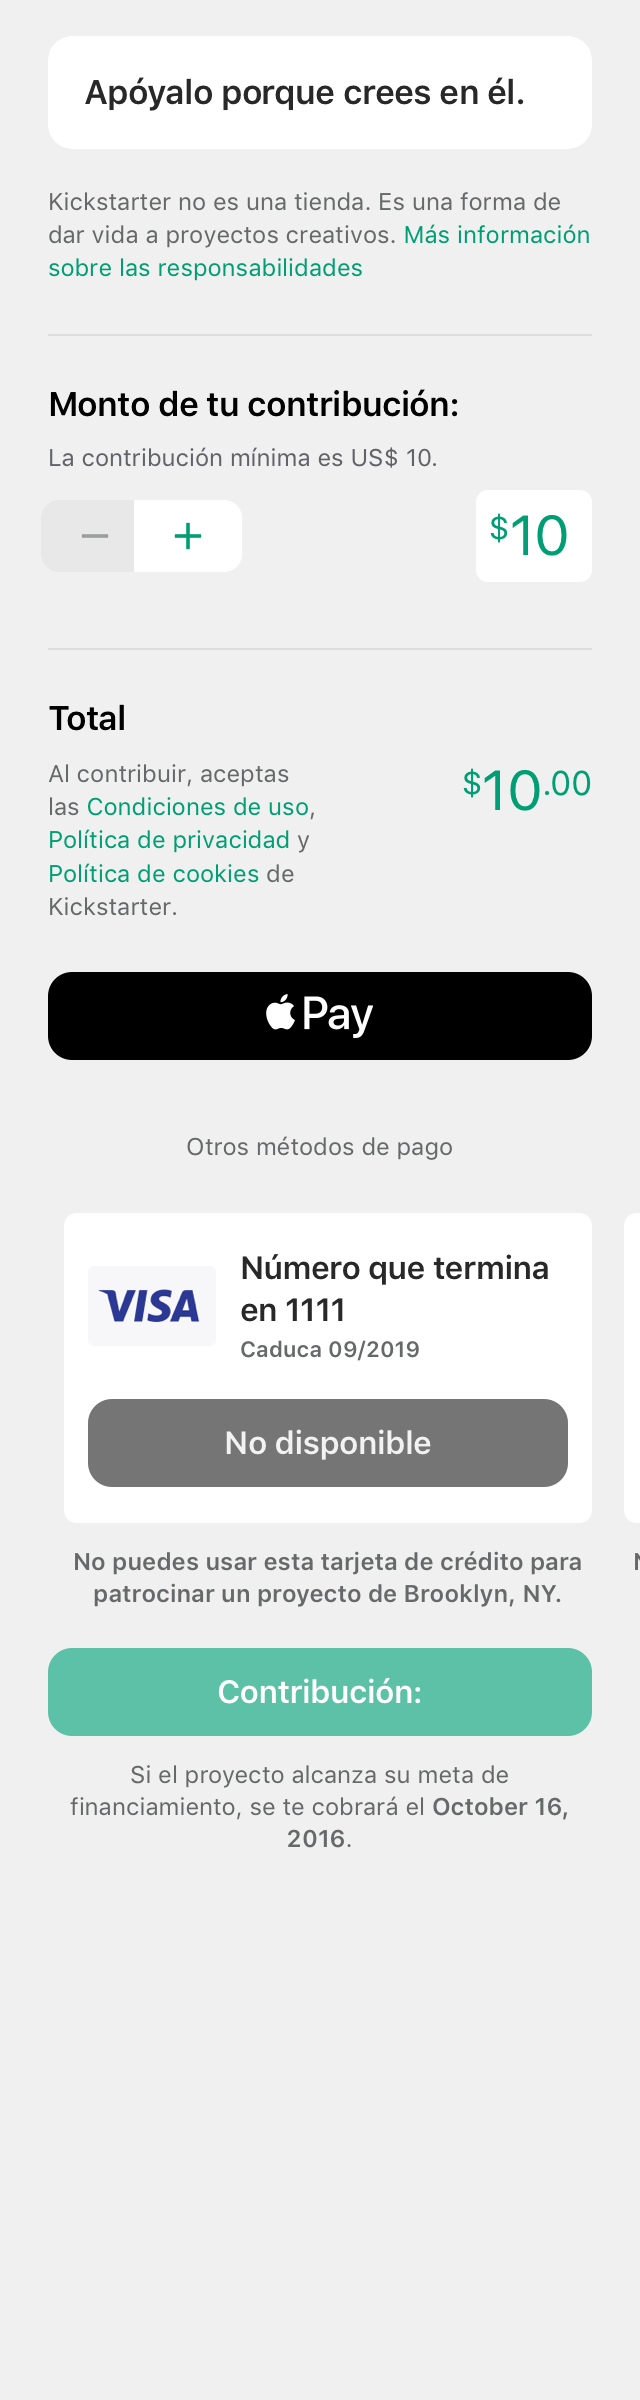 Apóyalo porque crees en él.
Kickstarter no es una tienda. Es una forma de
dar vida a proyectos creativos. Más información
sobre las responsabilidades
Monto de tu contribución:
La contribución mínima es US$ 10.
$10
Total
Al contribuir, aceptas
las Condiciones de uso,
Política de privacidad y
Política de cookies de
Kickstarter.
$10.00
Pay
Otros métodos de pago
VISA
Número que termina
en 1111
Caduca 09/2019
No disponible
No puedes usar esta tarjeta de crédito para
patrocinar un proyecto de Brooklyn, NY.
Contribución:
Si el proyecto alcanza su meta de
financiamiento, se te cobrará el October 16,
2016.